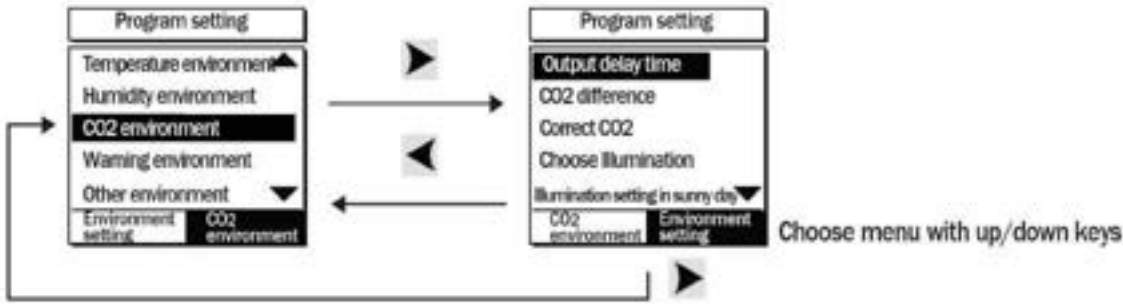 Program setting
Temperature environment
Humidity environment
CO2 environment
Warning environment
Other environment
Environment setting
CO2 environment
Program setting
Output delay time
CO2 difference
Correct CO2
Choose Illumination
Illumination setting in sunny day
CO2 environment
Environment setting
Choose menu with up/down keys